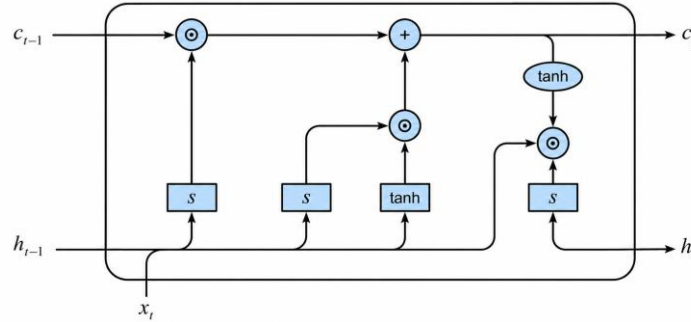 c_{t-1} ⊙ + c
tanh
⊙ ⊙
s s tanh s
h_{t-1} h
x_t